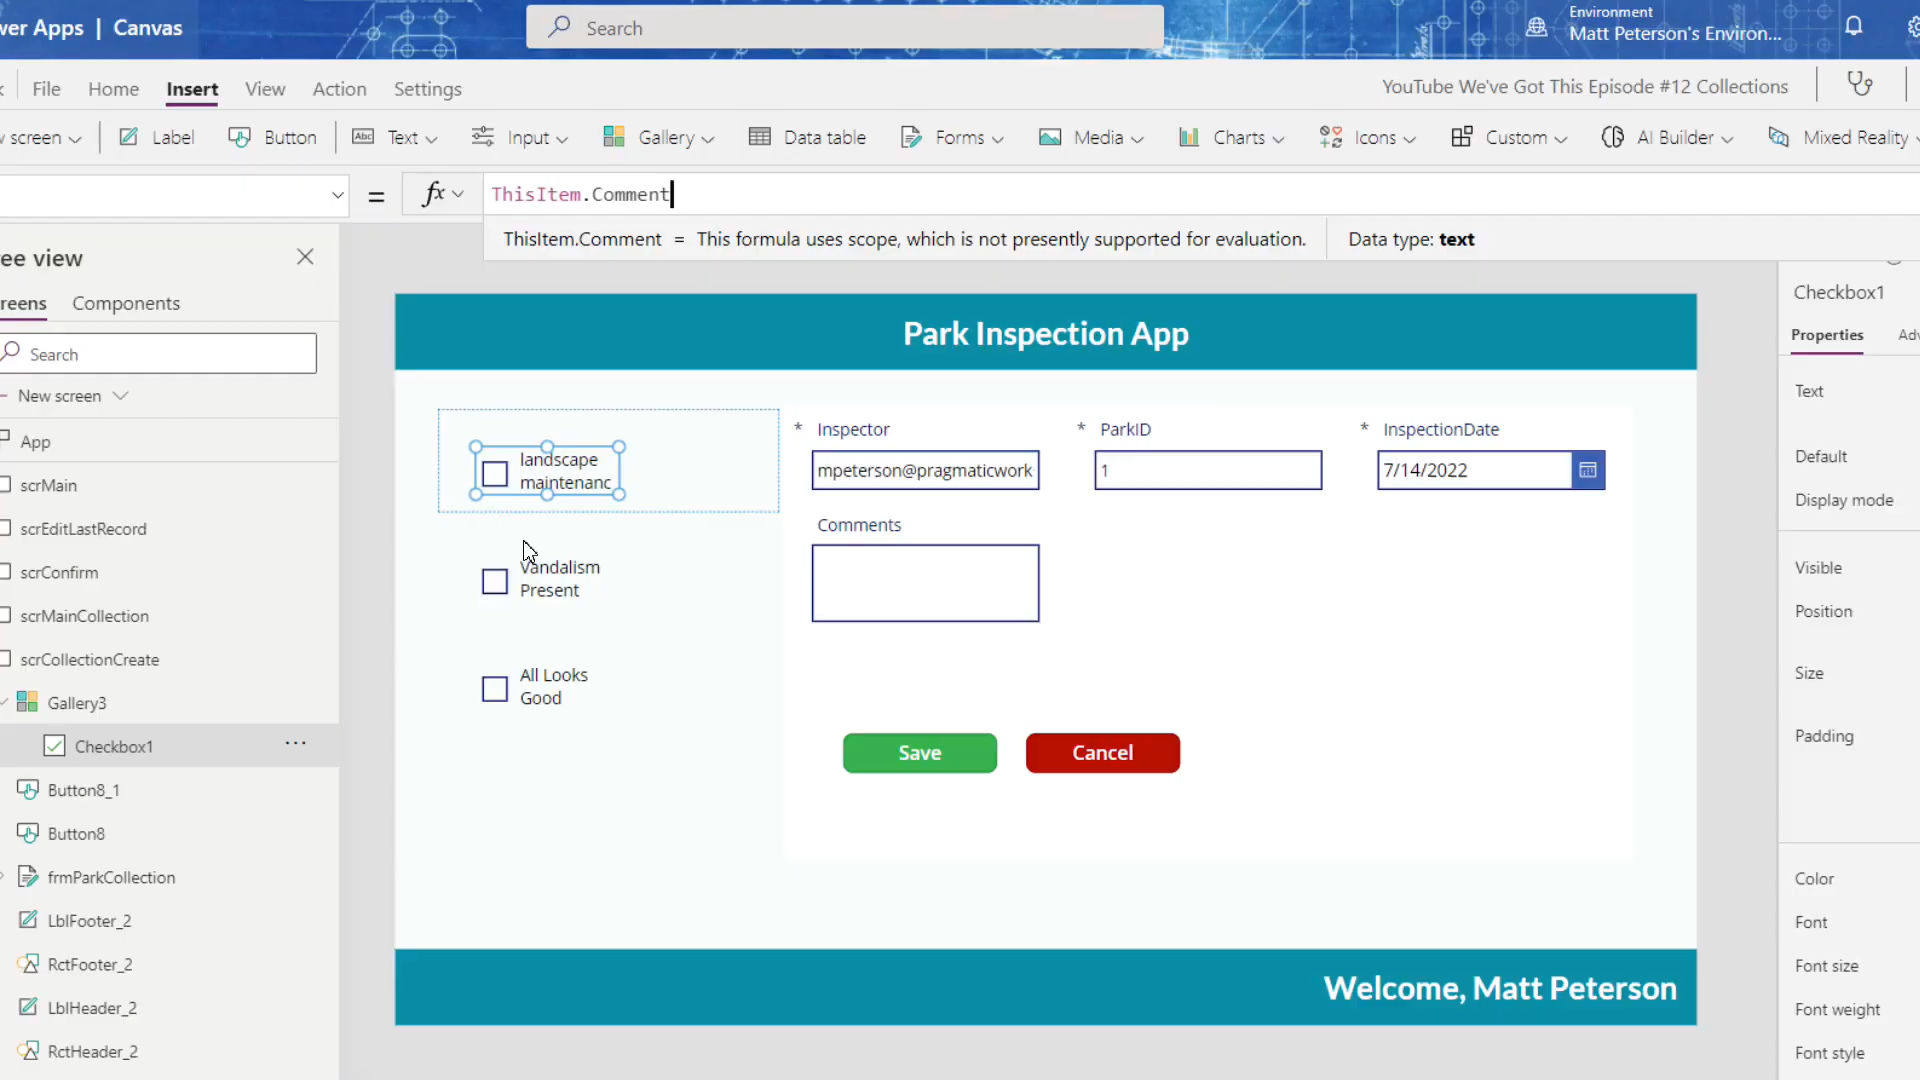 wer Apps | Canvas
Search
Environment
Matt Peterson's Environ...
File Home Insert View Action Settings
YouTube We've Got This Episode #12 Collections
w screen Label Button Text Input Gallery Data table Forms Media Charts Icons Custom AI Builder Mixed Reality
= fx ThisItem.Comment
ThisItem.Comment = This formula uses scope, which is not presently supported for evaluation. Data type: text
ee view
reens Components
Search
New screen
App
scrMain
scrEditLastRecord
scrConfirm
scrMainCollection
scrCollectionCreate
Gallery3
Checkbox1 ...
Button8_1
Button8
frmParkCollection
LblFooter_2
RctFooter_2
LblHeader_2
RctHeader_2
Park Inspection App
landscape
maintenanc
Vandalism
Present
All Looks
Good
* Inspector * ParkID * InspectionDate
mpeterson@pragmaticwork 1 7/14/2022
Comments
Save Cancel
Welcome, Matt Peterson
Checkbox1
Properties Adv
Text
Default
Display mode
Visible
Position
Size
Padding
Color
Font
Font size
Font weight
Font style